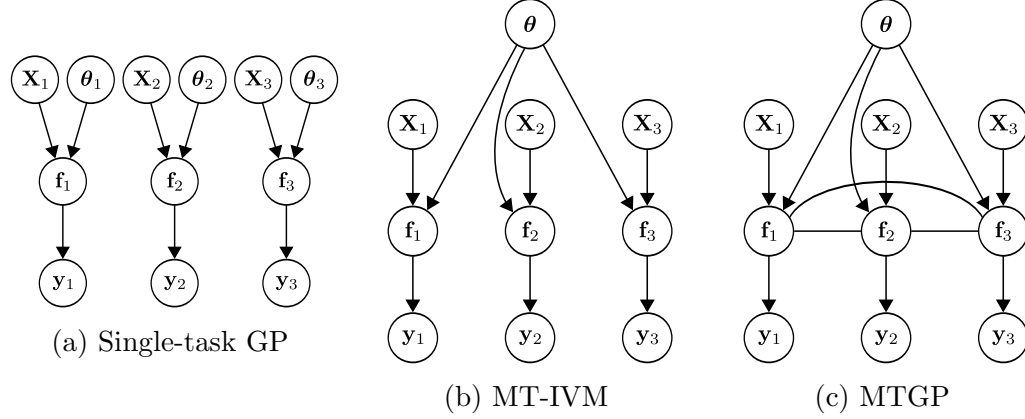 θ
X₁ θ₁ X₂ θ₂ X₃ θ₃
f₁ f₂ f₃
y₁ y₂ y₃
(a) Single-task GP
θ
X₁ X₂ X₃
f₁ f₂ f₃
y₁ y₂ y₃
(b) MT-IVM
X₁ X₂ X₃
f₁ f₂ f₃
y₁ y₂ y₃
(c) MTGP